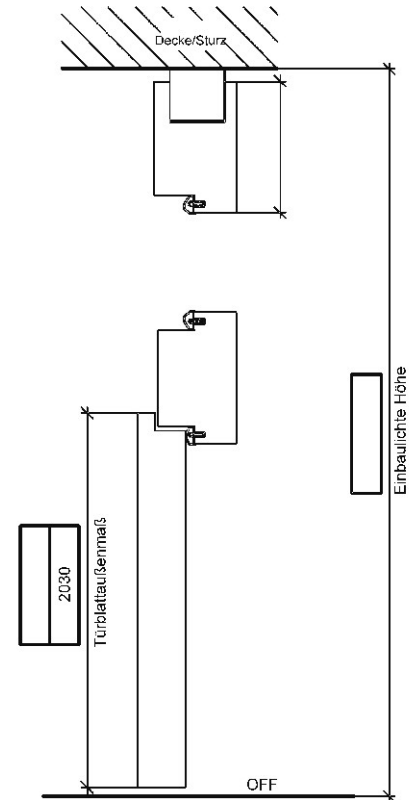 Decke/Sturz
Einbaulichte Höhe
2030
Türblattaußenmaß
OFF